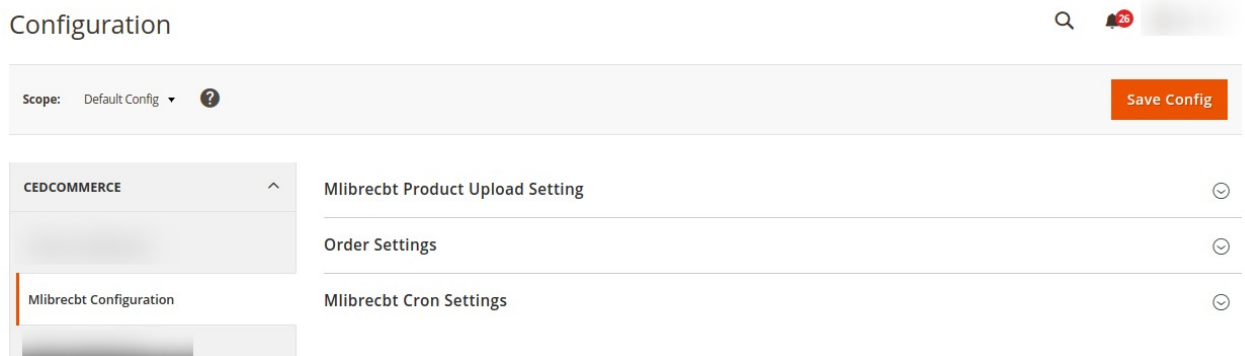 Configuration
26
Scope: Default Config
?
Save Config
CEDCOMMERCE
Mlibrecbt Product Upload Setting
Order Settings
Mlibrecbt Configuration
Mlibrecbt Cron Settings